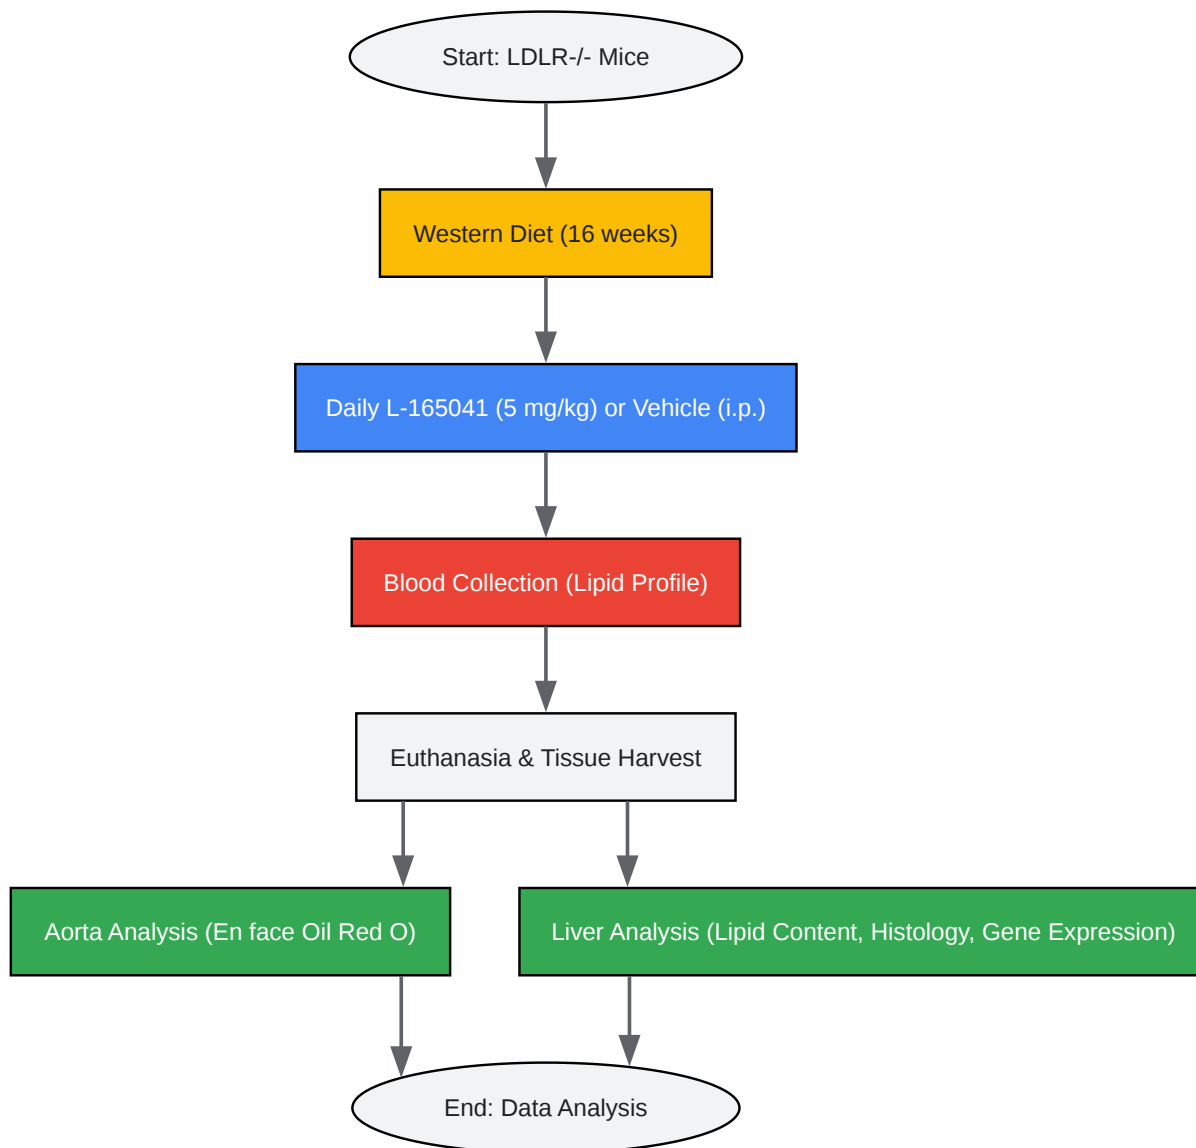 Start: LDLR-/- Mice
Western Diet (16 weeks)
Daily L-165041 (5 mg/kg) or Vehicle (i.p.)
Blood Collection (Lipid Profile)
Euthanasia & Tissue Harvest
Aorta Analysis (En face Oil Red O)
Liver Analysis (Lipid Content, Histology, Gene Expression)
End: Data Analysis